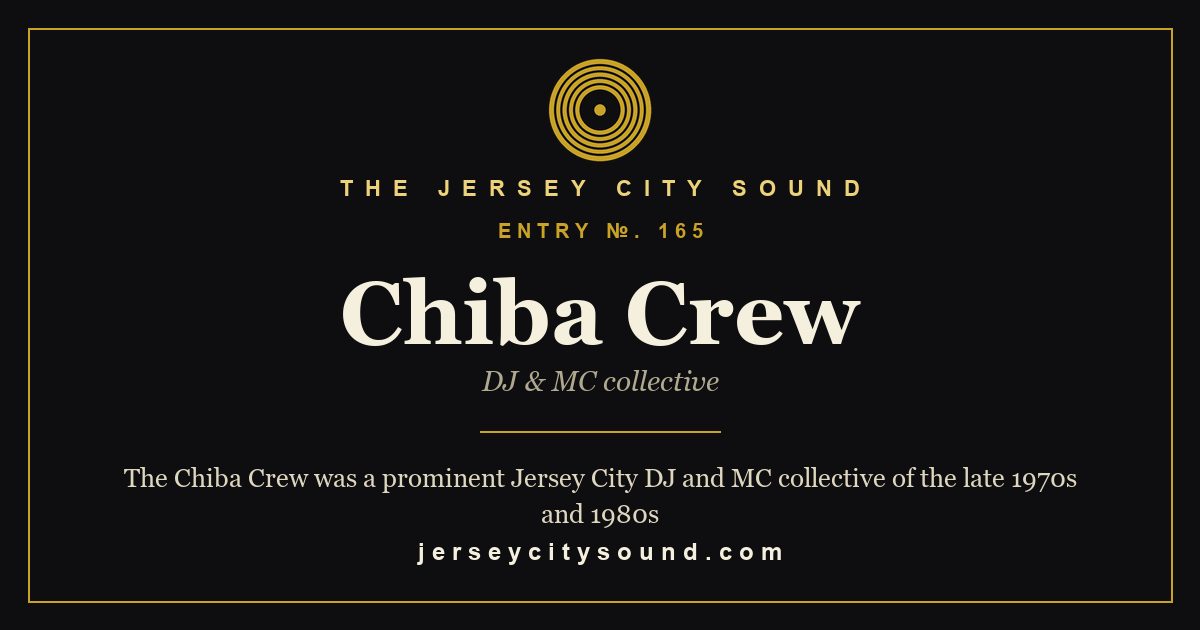 THE JERSEY CITY SOUND
ENTRY №. 165
Chiba Crew
DJ & MC collective
The Chiba Crew was a prominent Jersey City DJ and MC collective of the late 1970s
and 1980s
jerseycitysound.com